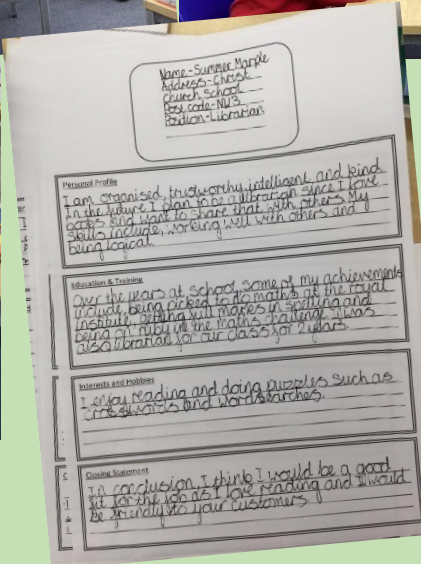 Name-Summer Marple
Address-Christ
Church School
Post code-NW3
Position-Librarian
Personal Profile
I am organised, trustworthy, intelligent and kind
In the future I plan to be a librarian since I love
books and want to share that with others My
skills include, working well with others and
being logical.
Education & Training
Over the years at school some of my achievements
include, being picked to do maths at the royal
institute, getting full marks in spelling and
being on ruby in the maths challenge. I was
also librarian for our class for 2 years.
Interests and Hobbies
I enjoy reading and doing puzzles such as
crosswords and wordsearches.
Closing Statement
In conclusion, I think I would be a good
fit for the job as I love reading and I would
be friendly to your customers